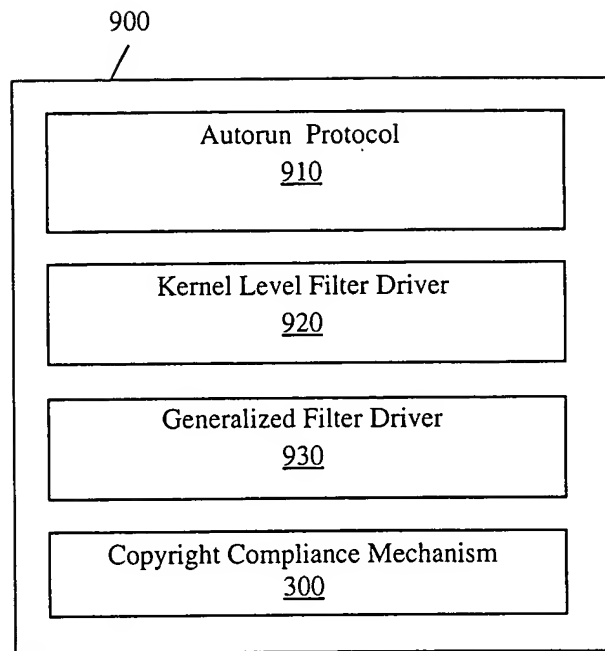 900
Autorun Protocol
910
Kernel Level Filter Driver
920
Generalized Filter Driver
930
Copyright Compliance Mechanism
300